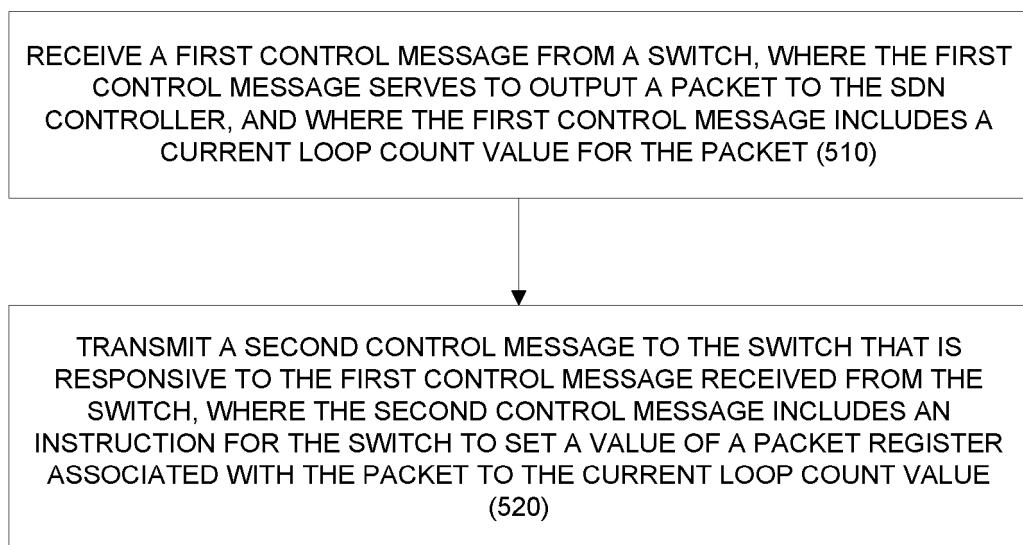 RECEIVE A FIRST CONTROL MESSAGE FROM A SWITCH, WHERE THE FIRST
CONTROL MESSAGE SERVES TO OUTPUT A PACKET TO THE SDN
CONTROLLER, AND WHERE THE FIRST CONTROL MESSAGE INCLUDES A
CURRENT LOOP COUNT VALUE FOR THE PACKET (510)
TRANSMIT A SECOND CONTROL MESSAGE TO THE SWITCH THAT IS
RESPONSIVE TO THE FIRST CONTROL MESSAGE RECEIVED FROM THE
SWITCH, WHERE THE SECOND CONTROL MESSAGE INCLUDES AN
INSTRUCTION FOR THE SWITCH TO SET A VALUE OF A PACKET REGISTER
ASSOCIATED WITH THE PACKET TO THE CURRENT LOOP COUNT VALUE
(520)